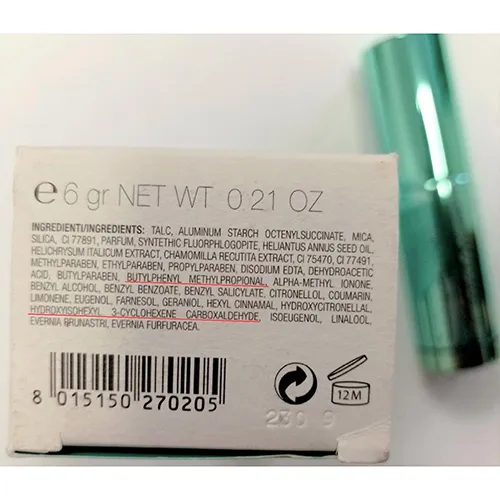 e 6 gr NET WT 0.21 OZ
INGREDIENTI/INGREDIENTS: TALC, ALUMINUM STARCH OCTENYLSUCCINATE, MICA,
SILICA, CI 77891, PARFUM, SYNTETHIC FLUORPHLOGOPITE, HELIANTUS ANNUS SEED OIL,
HELICHRYSUM ITALICUM EXTRACT, CHAMOMILLA RECUTITA EXTRACT, CI 75470, CI 77491,
METHYLPARABEN, ETHYLPARABEN, PROPYLPARABEN, DISODIUM EDTA, DEHYDROACETIC
ACID, BUTYLPARABEN, BUTYLPHENYL METHYLPROPIONAL, ALPHA-METHYL IONONE,
BENZYL ALCOHOL, BENZYL BENZOATE, BENZYL SALICYLATE, CITRONELLOL, COUMARIN,
LIMONENE, EUGENOL, FARNESOL, GERANIOL, HEXYL CINNAMAL, HYDROXYCITRONELLAL,
HYDROXYISOHEXYL 3-CYCLOHEXENE CARBOXALDEHYDE, ISOEUGENOL, LINALOOL,
EVERNIA BRUNASTRI, EVERNIA FURFURACEA.
8 015150 270205
12M
230 9